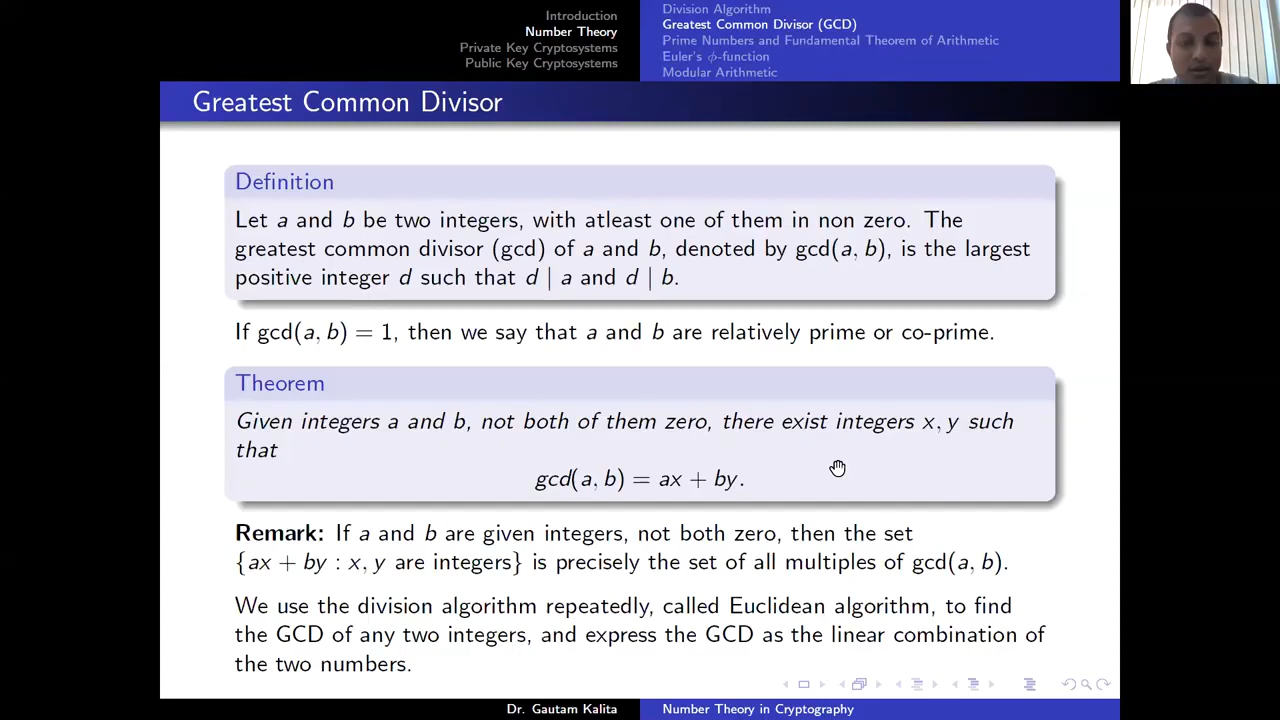 Introduction
Number Theory
Private Key Cryptosystems
Public Key Cryptosystems
Division Algorithm
Greatest Common Divisor (GCD)
Prime Numbers and Fundamental Theorem of Arithmetic
Euler's ϕ-function
Modular Arithmetic
Greatest Common Divisor
Definition
Let a and b be two integers, with atleast one of them in non zero. The
greatest common divisor (gcd) of a and b, denoted by gcd(a, b), is the largest
positive integer d such that d | a and d | b.
If gcd(a, b) = 1, then we say that a and b are relatively prime or co-prime.
Theorem
Given integers a and b, not both of them zero, there exist integers x, y such
that
gcd(a, b) = ax + by.
Remark: If a and b are given integers, not both zero, then the set
{ax + by : x, y are integers} is precisely the set of all multiples of gcd(a, b).
We use the division algorithm repeatedly, called Euclidean algorithm, to find
the GCD of any two integers, and express the GCD as the linear combination of
the two numbers.
Dr. Gautam Kalita
Number Theory in Cryptography